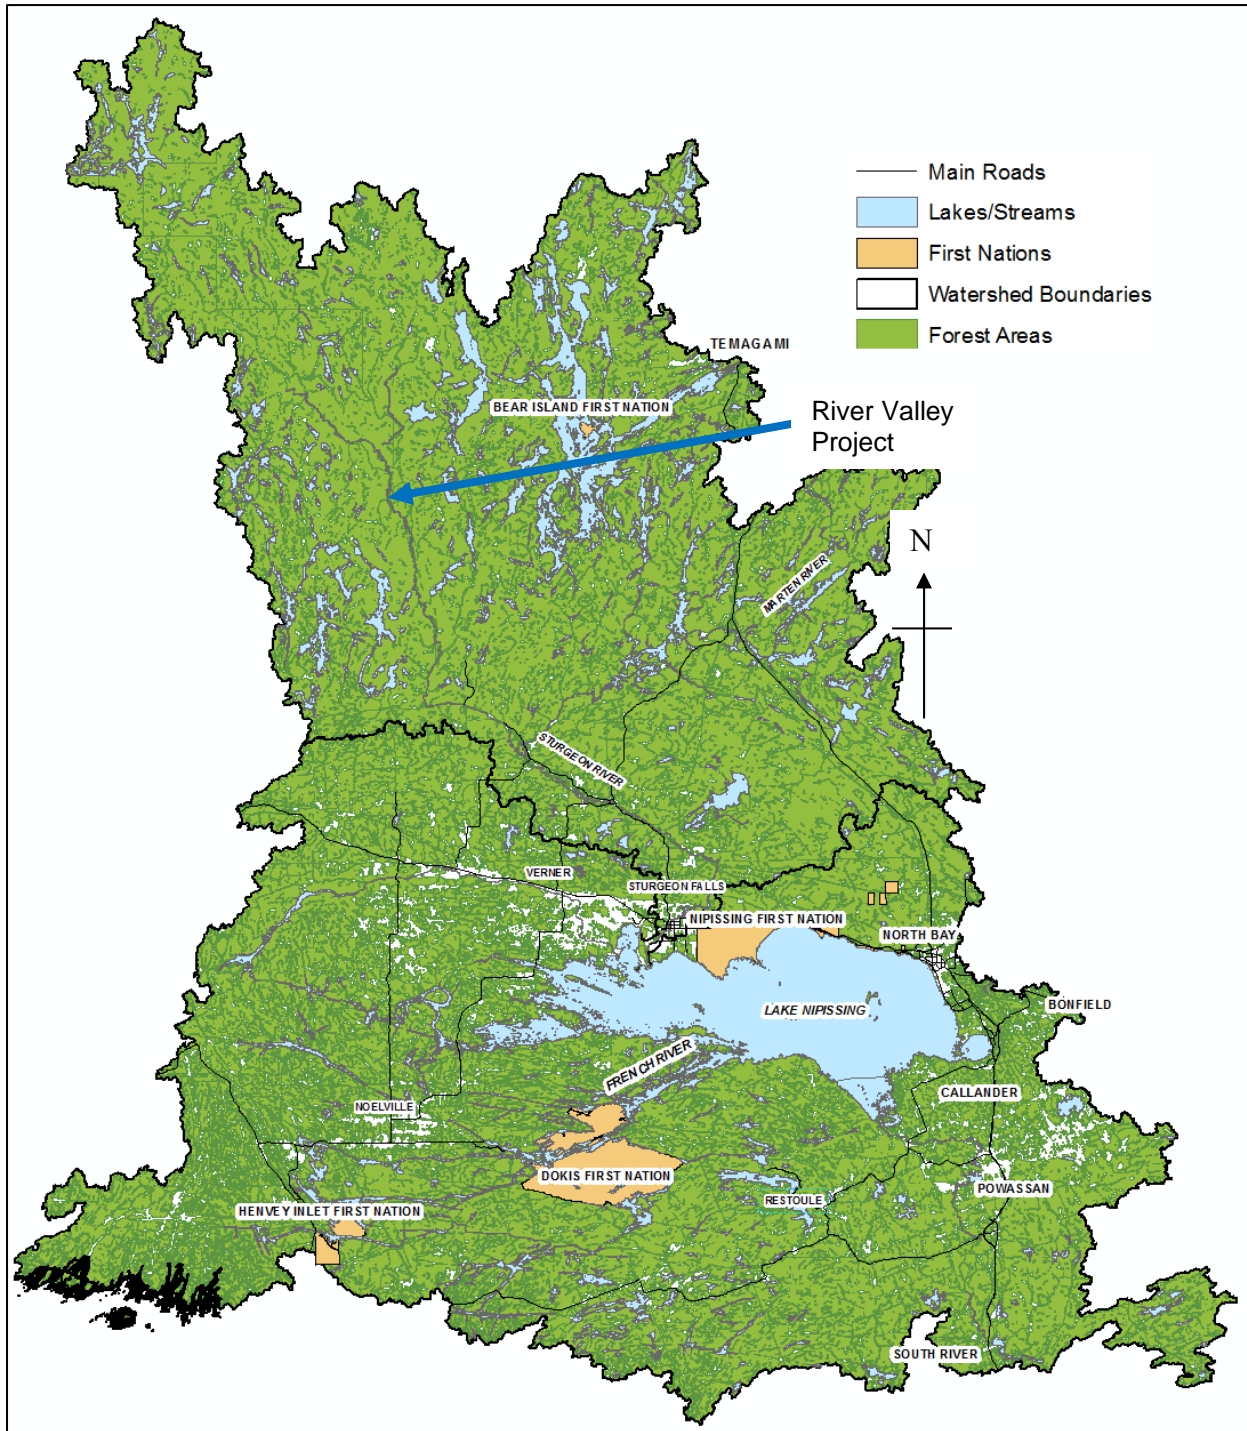 Main Roads
Lakes/Streams
First Nations
Watershed Boundaries
Forest Areas
TEMAGAMI
BEAR ISLAND FIRST NATION
River Valley
Project
N
MARTEN RIVER
STURGEON RIVER
VERNER
STURGEON FALLS
NIPISSING FIRST NATION
NORTH BAY
LAKE NIPISSING
BONFIELD
FRENCH RIVER
CALLANDER
NOELVILLE
DOKIS FIRST NATION
POWASSAN
RESTOULE
HENVEY INLET FIRST NATION
SOUTH RIVER